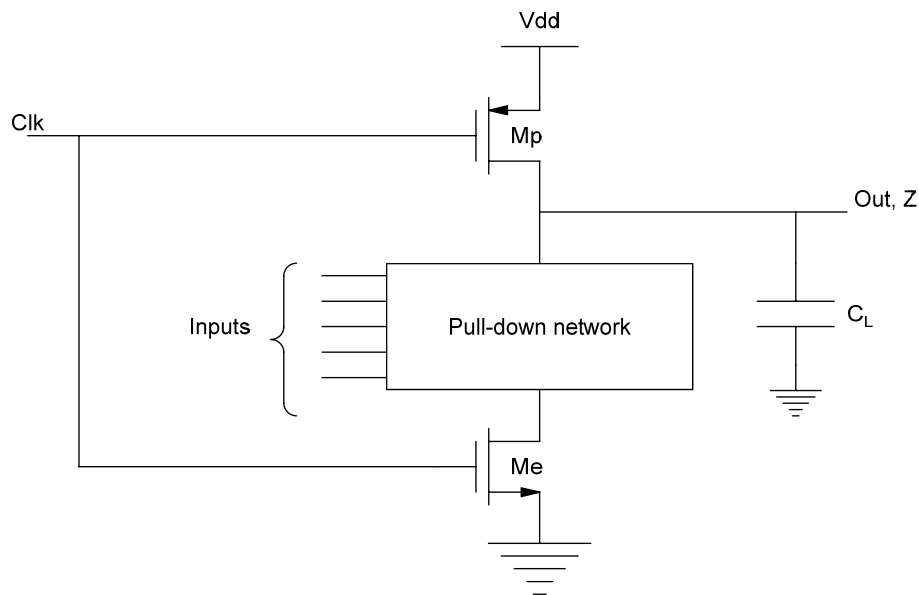 Vdd
Clk
Mp
Out, Z
Inputs
Pull-down network
CL
Me